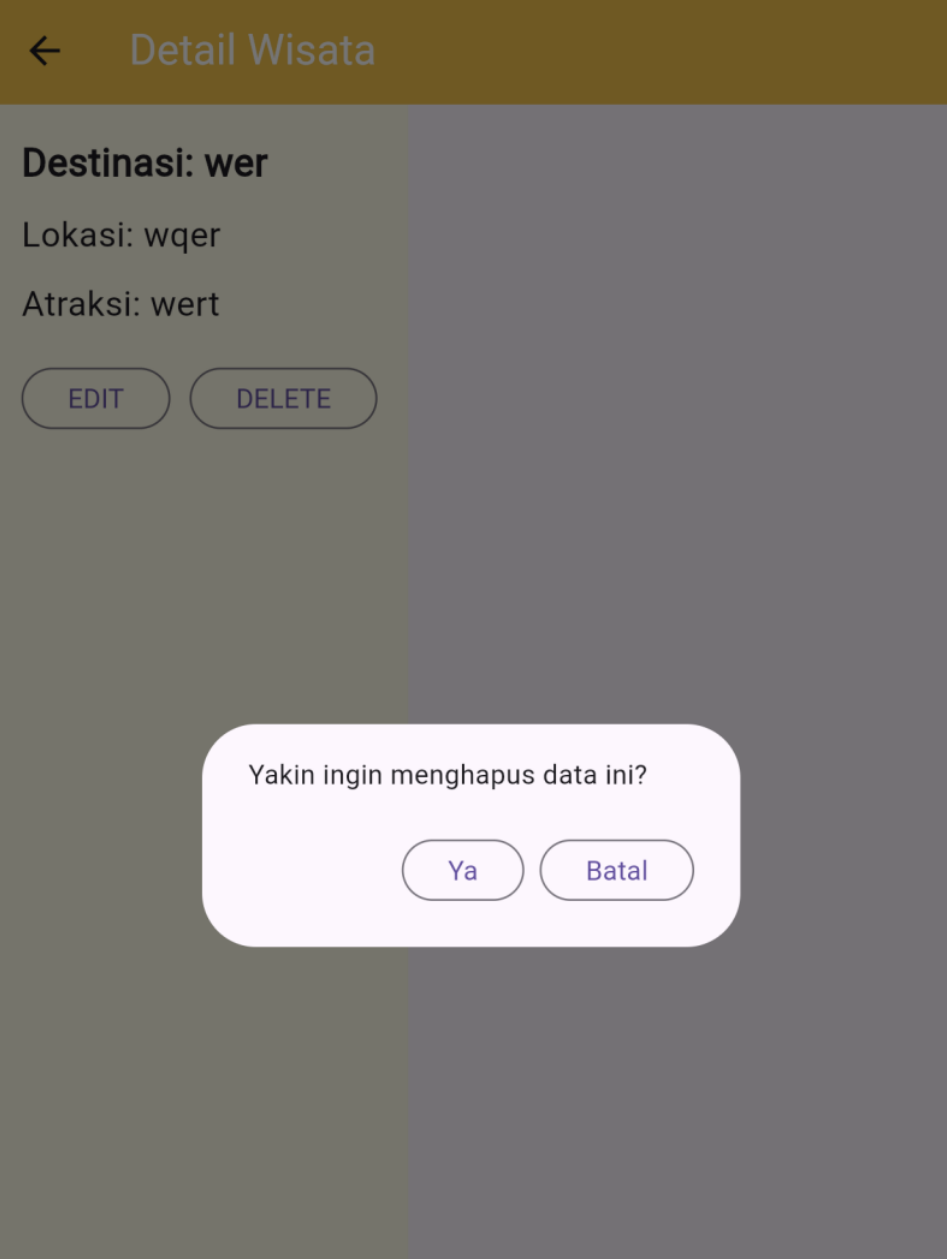 Detail Wisata
Destinasi: wer
Lokasi: wqer
Atraksi: wert
EDIT DELETE
Yakin ingin menghapus data ini?
Ya Batal